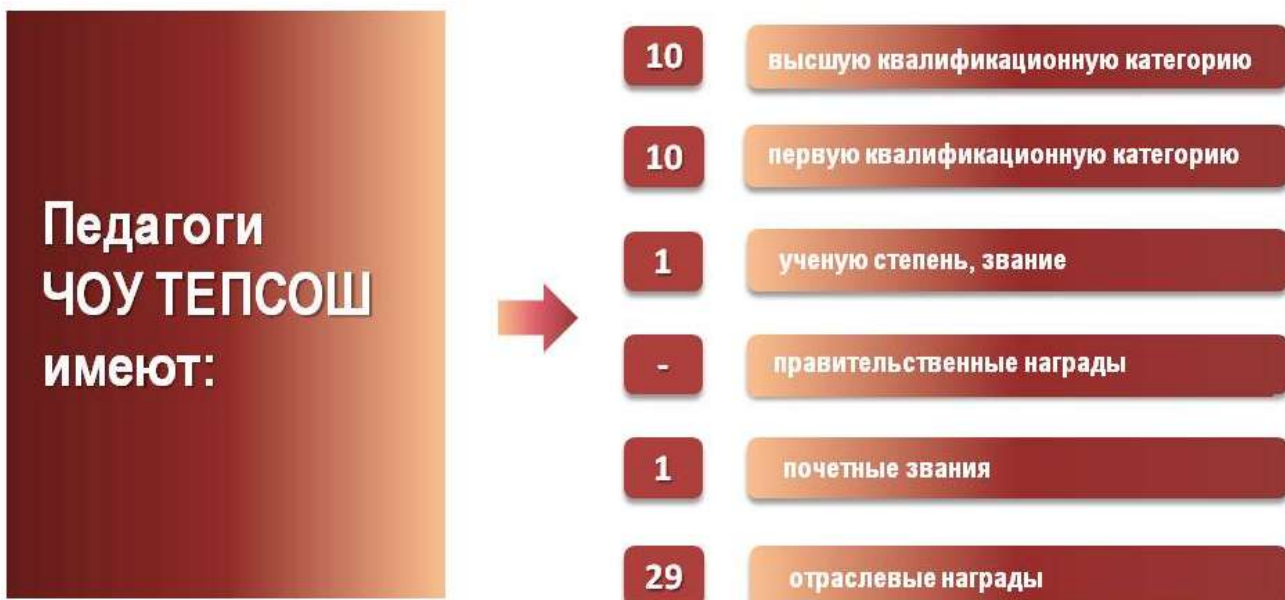 Педагоги
ЧОУ ТЕПСОШ
имеют:
10 высшую квалификационную категорию
10 первую квалификационную категорию
1 ученую степень, звание
- правительственные награды
1 почетные звания
29 отраслевые награды